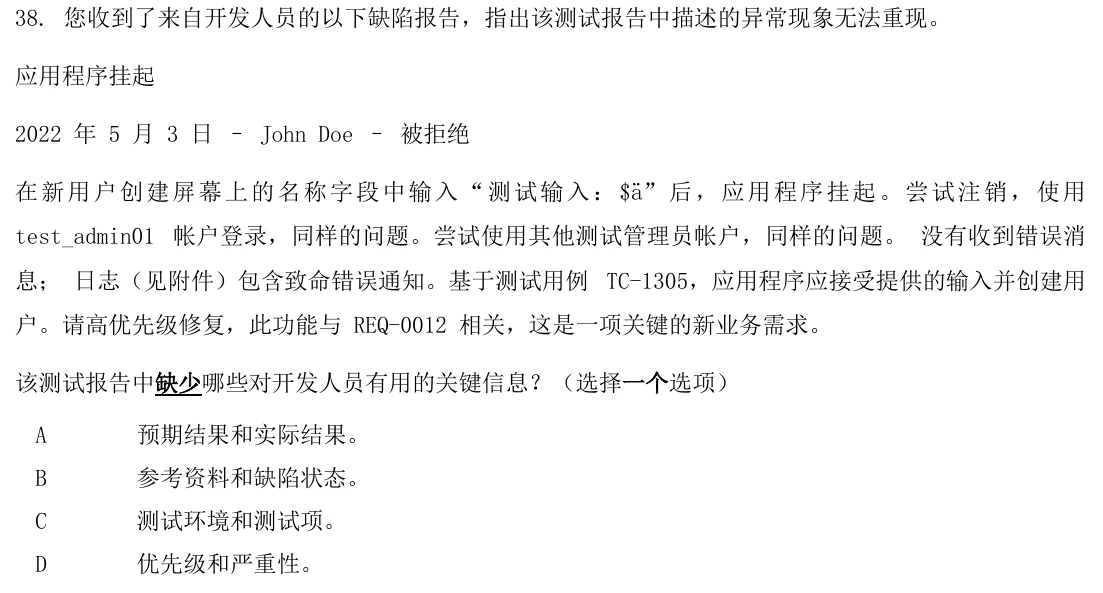 38. 您收到了来自开发人员的以下缺陷报告，指出该测试报告中描述的异常现象无法重现。
应用程序挂起
2022 年 5 月 3 日 – John Doe – 被拒绝
在新用户创建屏幕上的名称字段中输入“测试输入：$ä”后，应用程序挂起。尝试注销，使用
test_admin01 帐户登录，同样的问题。尝试使用其他测试管理员帐户，同样的问题。 没有收到错误消
息； 日志（见附件）包含致命错误通知。基于测试用例 TC-1305，应用程序应接受提供的输入并创建用
户。请高优先级修复，此功能与 REQ-0012 相关，这是一项关键的新业务需求。
该测试报告中缺少哪些对开发人员有用的关键信息？（选择一个选项）
A 预期结果和实际结果。
B 参考资料和缺陷状态。
C 测试环境和测试项。
D 优先级和严重性。